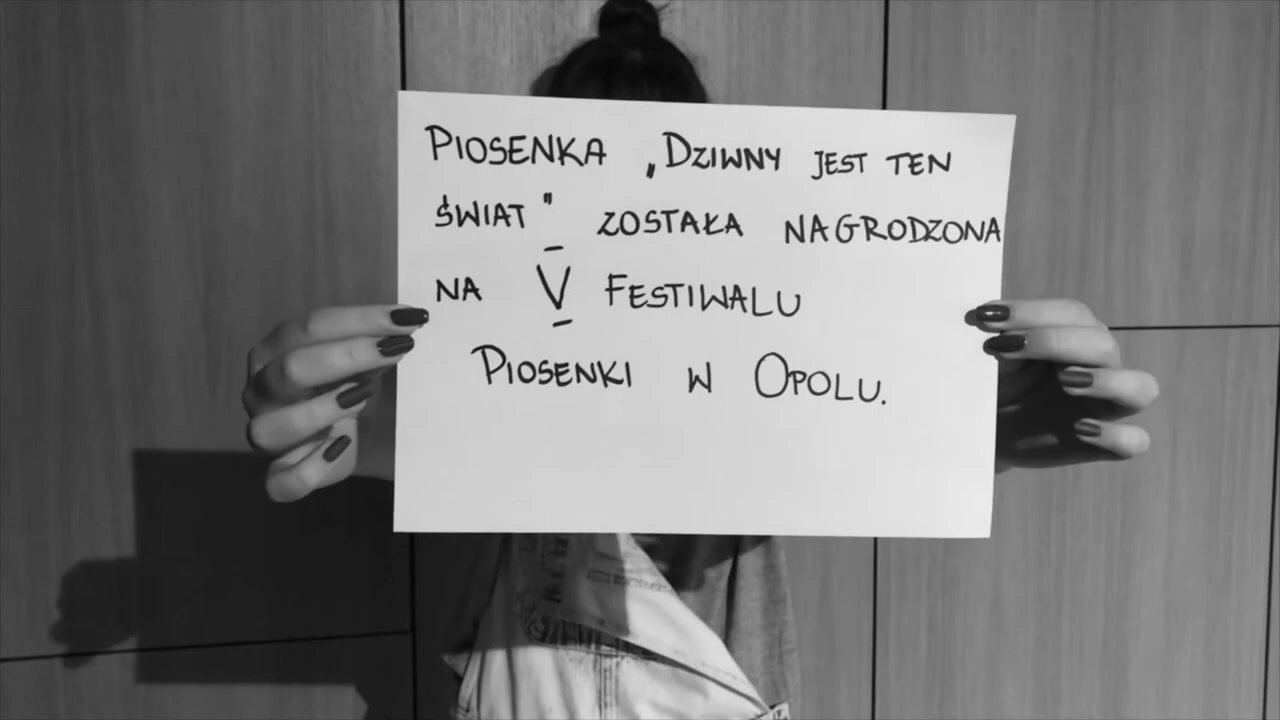 PIOSENKA „DZIWNY JEST TEN
ŚWIAT" ZOSTAŁA NAGRODZONA
NA V FESTIWALU
PIOSENKI W OPOLU.